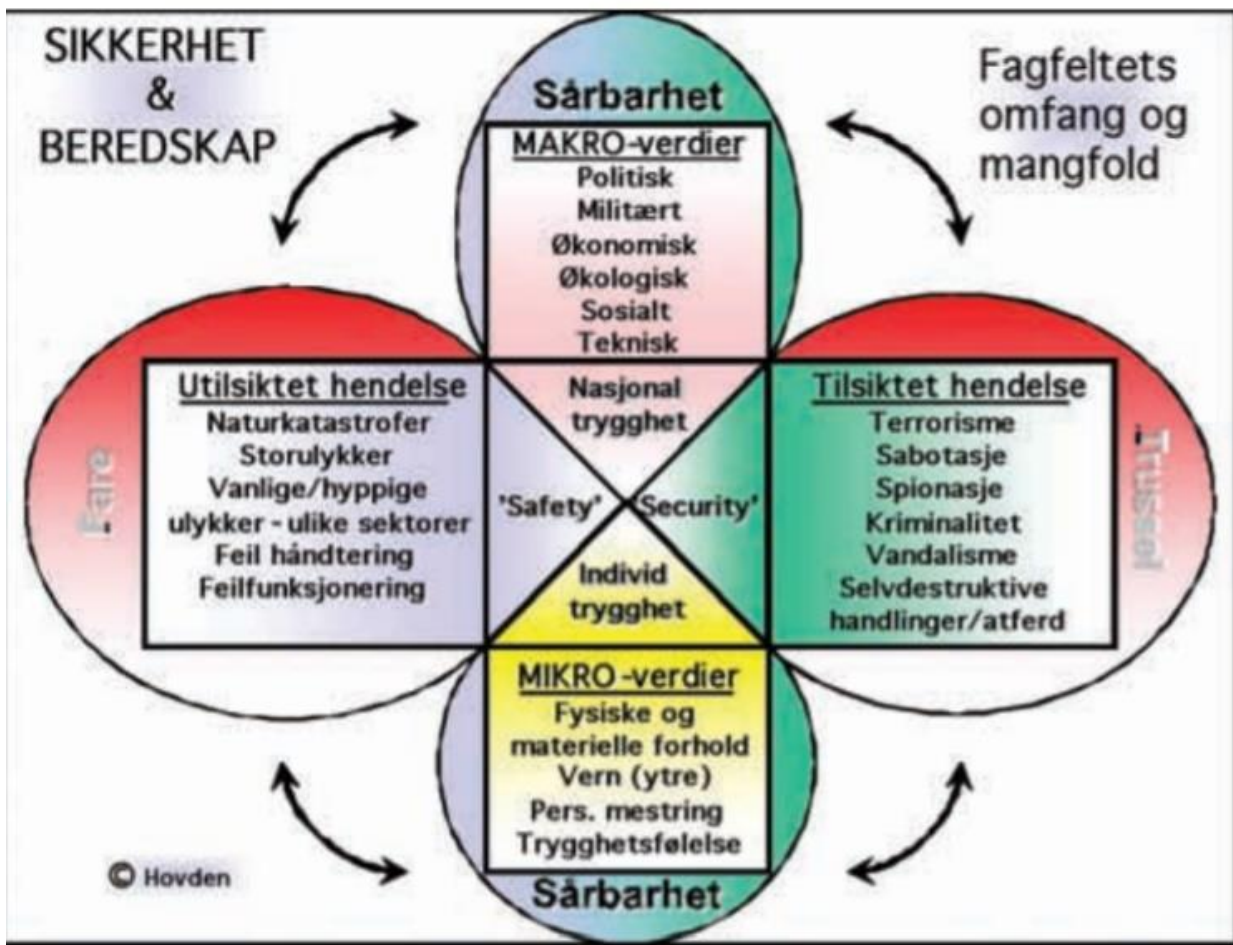 SIKKERHET
&
BEREDSKAP
Fagfeltets
omfang og
mangfold
Sårbarhet
MAKRO-verdier
Politisk
Militært
Økonomisk
Økologisk
Sosialt
Teknisk
Nasjonal
trygghet
Fare
Utilsiktet hendelse
Naturkatastrofer
Storulykker
Vanlige/hyppige
ulykker - ulike sektorer
Feil håndtering
Feilfunksjonering
'Safety'
'Security'
Individ
trygghet
Tilsiktet hendelse
Terrorisme
Sabotasje
Spionasje
Kriminalitet
Vandalisme
Selvdestruktive
handlinger/atferd
Trussel
MIKRO-verdier
Fysiske og
materielle forhold
Vern (ytre)
Pers. mestring
Trygghetsfølelse
Sårbarhet
© Hovden